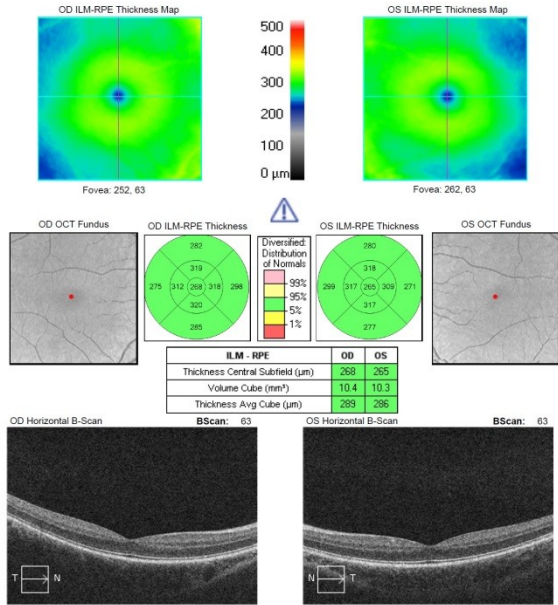 OD ILM-RPE Thickness Map
OS ILM-RPE Thickness Map
500
400
300
200
100
0 µm
Fovea: 252, 63
Fovea: 262, 63
OD OCT Fundus
OD ILM-RPE Thickness
OS ILM-RPE Thickness
OS OCT Fundus
282
319
275 312 268 318 298
320
285
Diversified:
Distribution
of Normals
99%
95%
5%
1%
280
318
299 317 265 309 271
317
277
ILM - RPE OD OS
Thickness Central Subfield (µm) 268 265
Volume Cube (mm³) 10.4 10.3
Thickness Avg Cube (µm) 289 286
OD Horizontal B-Scan BScan: 63
OS Horizontal B-Scan BScan: 63
T N
N T